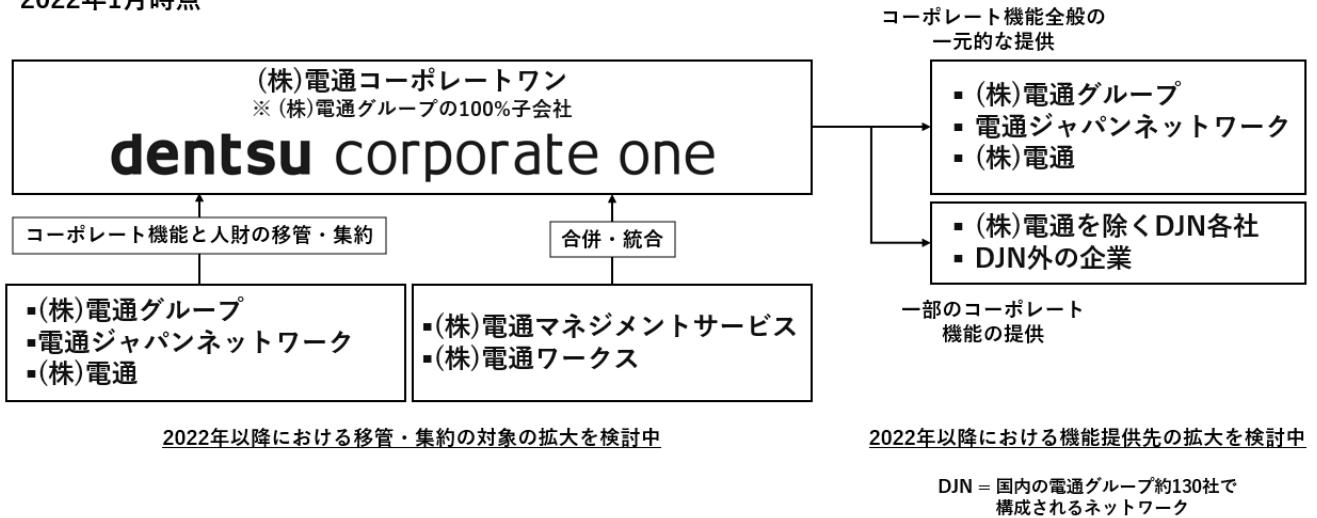 2022年1月時点
コーポレート機能全般の
一元的な提供
(株)電通コーポレートワン
※ (株)電通グループの100%子会社
dentsu corporate one
▪ (株)電通グループ
▪ 電通ジャパンネットワーク
▪ (株)電通
コーポレート機能と人財の移管・集約
合併・統合
▪ (株)電通を除くDJN各社
▪ DJN外の企業
▪(株)電通グループ
▪電通ジャパンネットワーク
▪(株)電通
▪(株)電通マネジメントサービス
▪(株)電通ワークス
一部のコーポレート
機能の提供
2022年以降における移管・集約の対象の拡大を検討中
2022年以降における機能提供先の拡大を検討中
DJN = 国内の電通グループ約130社で
構成されるネットワーク